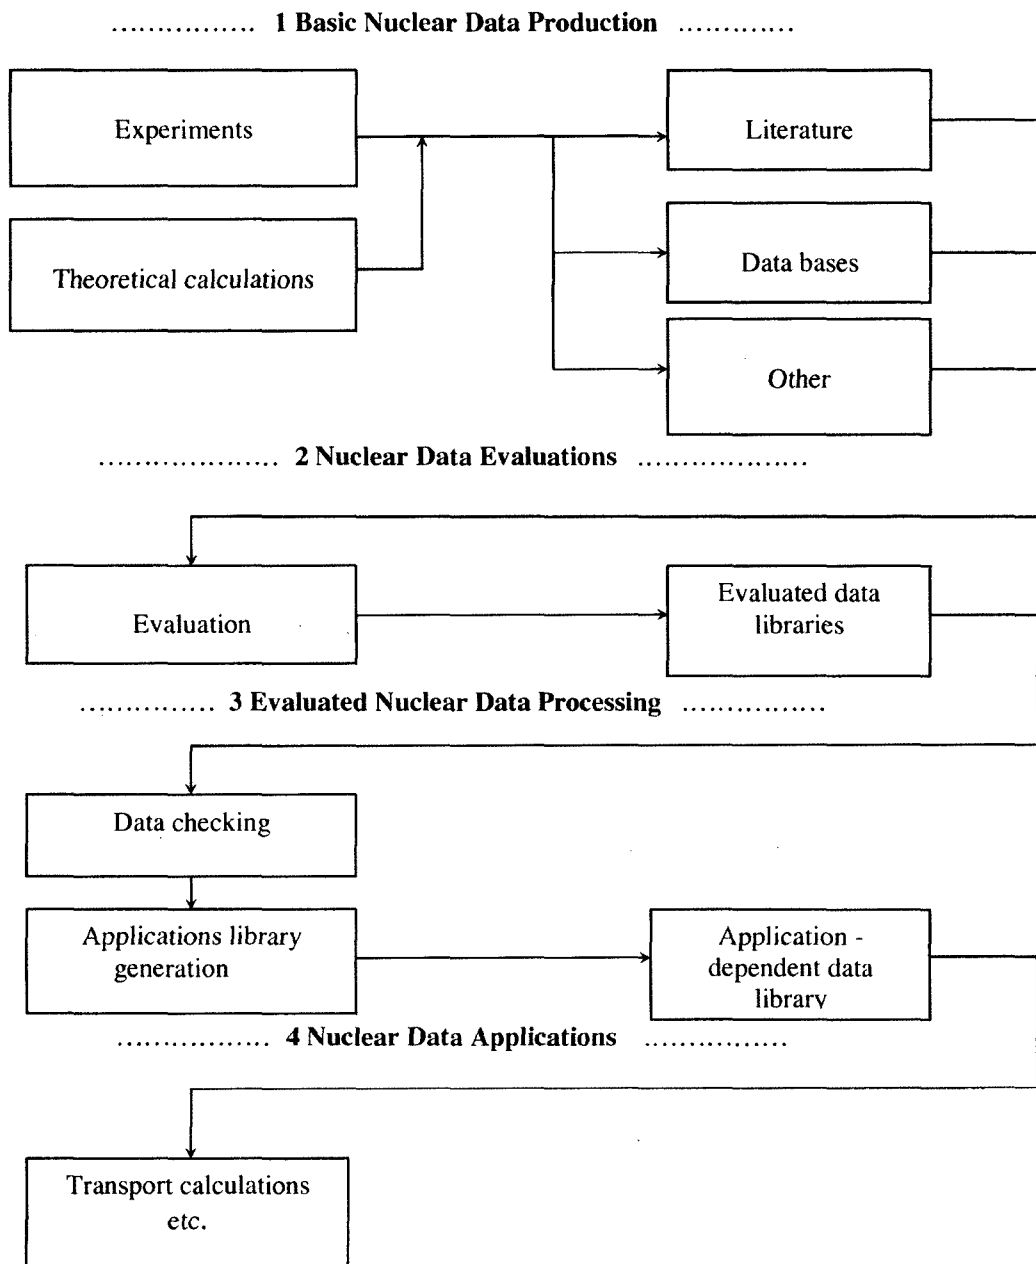 ................ 1 Basic Nuclear Data Production .............
Experiments
Literature
Theoretical calculations
Data bases
Other
.................... 2 Nuclear Data Evaluations ...................
Evaluation
Evaluated data
libraries
............... 3 Evaluated Nuclear Data Processing ................
Data checking
Applications library
generation
Application -
dependent data
library
................. 4 Nuclear Data Applications ................
Transport calculations
etc.